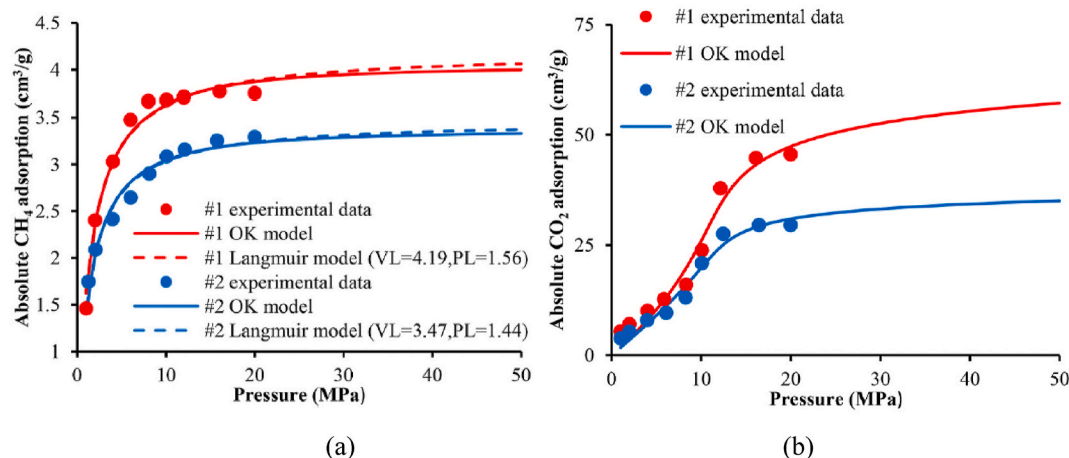 4.5
4
3.5
3
2.5
2
1.5
1
0
10
20
30
40
50
Absolute CH4 adsorption (cm³/g)
Pressure (MPa)
#1 experimental data
#1 OK model
#1 Langmuir model (VL=4.19,PL=1.56)
#2 experimental data
#2 OK model
#2 Langmuir model (VL=3.47,PL=1.44)
(a)
#1 experimental data
#1 OK model
#2 experimental data
#2 OK model
75
50
25
0
0
10
20
30
40
50
Absolute CO2 adsorption (cm³/g)
Pressure (MPa)
(b)